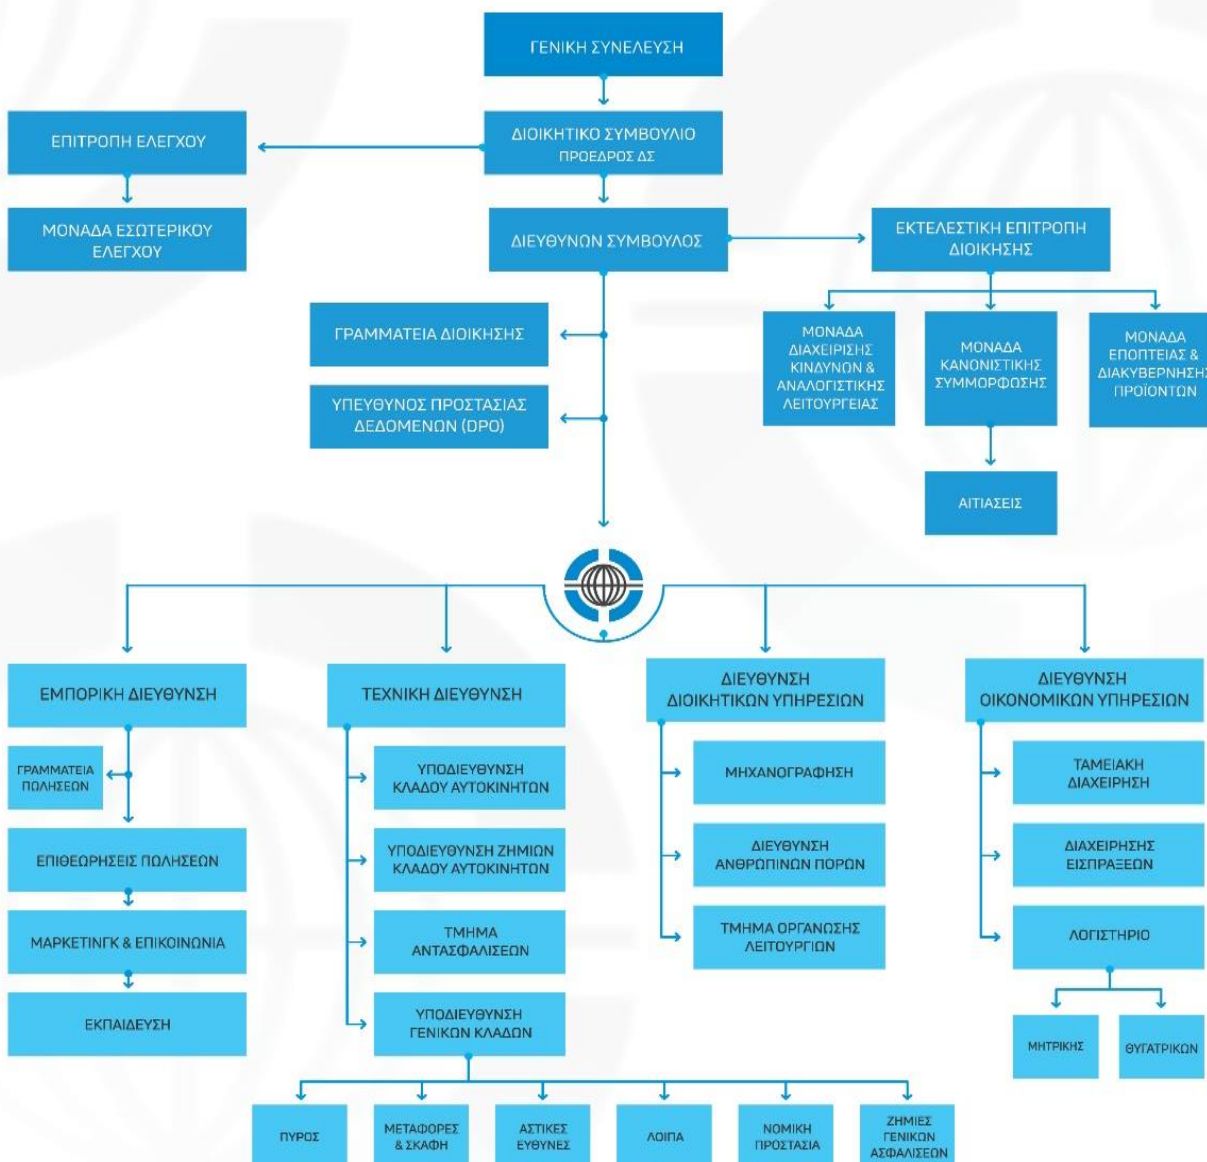 ΓΕΝΙΚΗ ΣΥΝΕΛΕΥΣΗ
ΕΠΙΤΡΟΠΗ ΕΛΕΓΧΟΥ
ΔΙΟΙΚΗΤΙΚΟ ΣΥΜΒΟΥΛΙΟ
ΠΡΟΕΔΡΟΣ ΔΣ
ΜΟΝΑΔΑ ΕΣΩΤΕΡΙΚΟΥ
ΕΛΕΓΧΟΥ
ΔΙΕΥΘΥΝΩΝ ΣΥΜΒΟΥΛΟΣ
ΕΚΤΕΛΕΣΤΙΚΗ ΕΠΙΤΡΟΠΗ
ΔΙΟΙΚΗΣΗΣ
ΓΡΑΜΜΑΤΕΙΑ ΔΙΟΙΚΗΣΗΣ
ΥΠΕΥΘΥΝΟΣ ΠΡΟΣΤΑΣΙΑΣ
ΔΕΔΟΜΕΝΩΝ (DPO)
ΜΟΝΑΔΑ
ΔΙΑΧΕΙΡΙΣΗΣ
ΚΙΝΔΥΝΩΝ &
ΑΝΑΛΟΓΙΣΤΙΚΗΣ
ΛΕΙΤΟΥΡΓΕΙΑΣ
ΜΟΝΑΔΑ
ΚΑΝΟΝΙΣΤΙΚΗΣ
ΣΥΜΜΟΡΦΩΣΗΣ
ΜΟΝΑΔΑ
ΕΠΟΠΤΕΙΑΣ &
ΔΙΑΚΥΒΕΡΝΗΣΗΣ
ΠΡΟΪΟΝΤΩΝ
ΑΙΤΙΑΣΕΙΣ
ΕΜΠΟΡΙΚΗ ΔΙΕΥΘΥΝΣΗ
ΤΕΧΝΙΚΗ ΔΙΕΥΘΥΝΣΗ
ΔΙΕΥΘΥΝΣΗ
ΔΙΟΙΚΗΤΙΚΩΝ ΥΠΗΡΕΣΙΩΝ
ΔΙΕΥΘΥΝΣΗ
ΟΙΚΟΝΟΜΙΚΩΝ ΥΠΗΡΕΣΙΩΝ
ΓΡΑΜΜΑΤΕΙΑ
ΠΩΛΗΣΕΩΝ
ΕΠΙΘΕΩΡΗΣΕΙΣ ΠΩΛΗΣΕΩΝ
ΜΑΡΚΕΤΙΝΓΚ & ΕΠΙΚΟΙΝΩΝΙΑ
ΕΚΠΑΙΔΕΥΣΗ
ΥΠΟΔΙΕΥΘΥΝΣΗ
ΚΛΑΔΟΥ ΑΥΤΟΚΙΝΗΤΩΝ
ΥΠΟΔΙΕΥΘΥΝΣΗ ΖΗΜΙΩΝ
ΚΛΑΔΟΥ ΑΥΤΟΚΙΝΗΤΩΝ
ΤΜΗΜΑ
ΑΝΤΑΣΦΑΛΙΣΕΩΝ
ΥΠΟΔΙΕΥΘΥΝΣΗ
ΓΕΝΙΚΩΝ ΚΛΑΔΩΝ
ΜΗΧΑΝΟΓΡΑΦΗΣΗ
ΔΙΕΥΘΥΝΣΗ
ΑΝΘΡΩΠΙΝΩΝ ΠΟΡΩΝ
ΤΜΗΜΑ ΟΡΓΑΝΩΣΗΣ
ΛΕΙΤΟΥΡΓΙΩΝ
ΤΑΜΕΙΑΚΗ
ΔΙΑΧΕΙΡΗΣΗ
ΔΙΑΧΕΙΡΗΣΗΣ
ΕΙΣΠΡΑΞΕΩΝ
ΛΟΓΙΣΤΗΡΙΟ
ΜΗΤΡΙΚΗΣ
ΘΥΓΑΤΡΙΚΩΝ
ΠΥΡΟΣ
ΜΕΤΑΦΟΡΕΣ
& ΣΚΑΦΗ
ΑΣΤΙΚΕΣ
ΕΥΘΥΝΕΣ
ΛΟΙΠΑ
ΝΟΜΙΚΗ
ΠΡΟΣΤΑΣΙΑ
ΖΗΜΙΕΣ
ΓΕΝΙΚΩΝ
ΑΣΦΑΛΙΣΕΩΝ